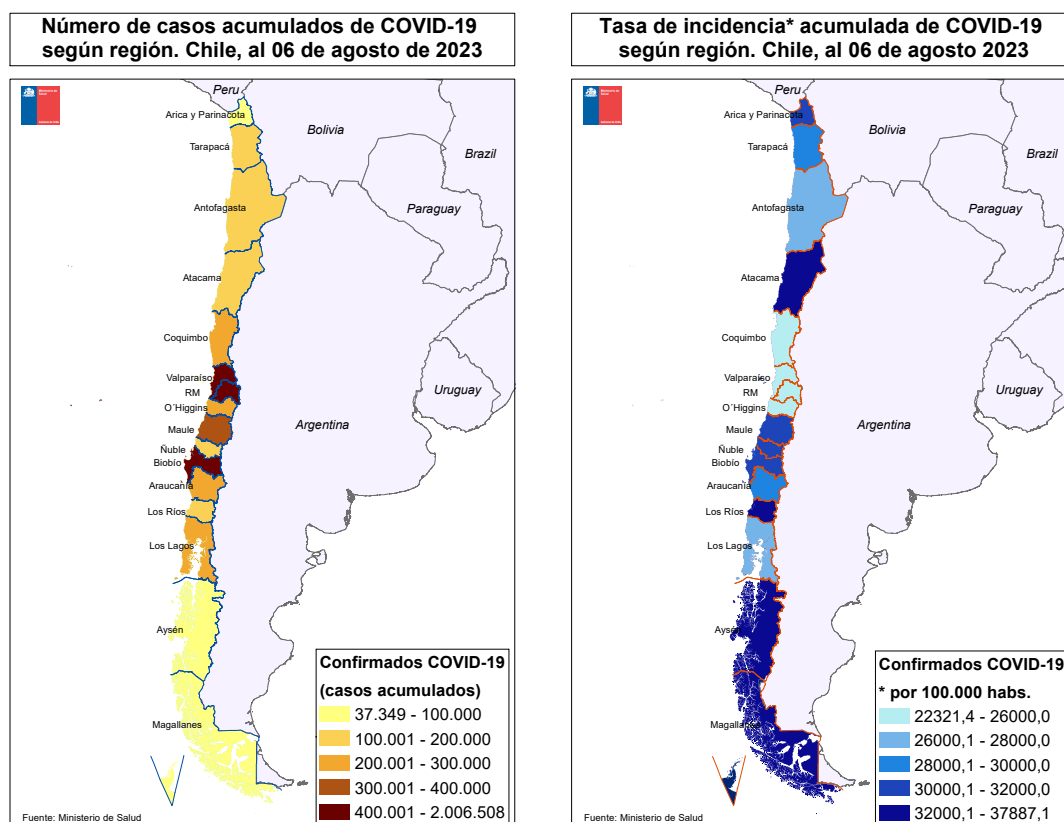 Número de casos acumulados de COVID-19
según región. Chile, al 06 de agosto de 2023
Peru
Arica y Parinacota
Bolivia
Tarapacá
Brazil
Antofagasta
Paraguay
Atacama
Coquimbo
Valparaíso
RM
Uruguay
O´Higgins
Maule
Argentina
Ñuble
Biobío
Araucanía
Los Ríos
Los Lagos
Aysén
Magallanes
Confirmados COVID-19
(casos acumulados)
37.349 - 100.000
100.001 - 200.000
200.001 - 300.000
300.001 - 400.000
400.001 - 2.006.508
Fuente: Ministerio de Salud
Tasa de incidencia* acumulada de COVID-19
según región. Chile, al 06 de agosto 2023
Peru
Arica y Parinacota
Bolivia
Tarapacá
Brazil
Antofagasta
Paraguay
Atacama
Coquimbo
Valparaiso
RM
Uruguay
O´Higgins
Maule
Argentina
Ñuble
Biobío
Araucanía
Los Ríos
Los Lagos
Aysén
Magallanes
Confirmados COVID-19
* por 100.000 habs.
22321,4 - 26000,0
26000,1 - 28000,0
28000,1 - 30000,0
30000,1 - 32000,0
32000,1 - 37887,1
Fuente: Ministerio de Salud